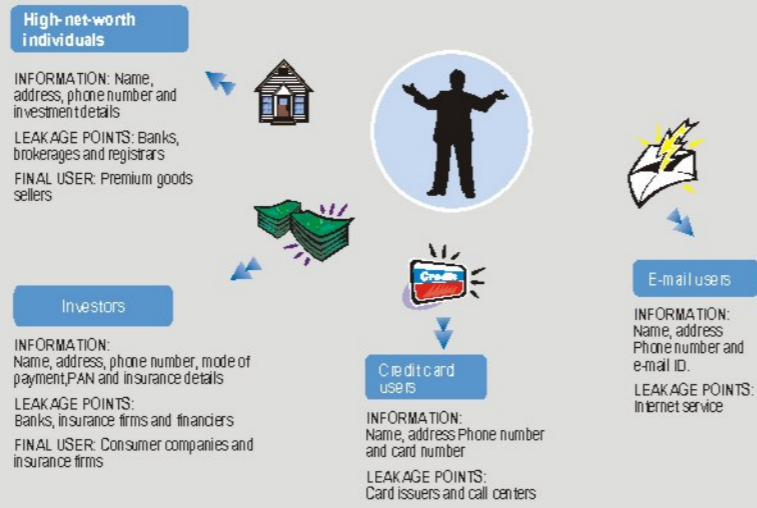 High-net-worth
individuals
INFORMATION: Name,
address, phone number and
investment details
LEAKAGE POINTS: Banks,
brokerages and registrars
FINAL USER: Premium goods
sellers
Investors
INFORMATION:
Name, address, phone number, mode of
payment,PAN and insurance details
LEAKAGE POINTS:
Banks, insurance firms and financiers
FINAL USER: Consumer companies and
insurance firms
Credit
Credit card
users
INFORMATION:
Name, address Phone number
and card number
LEAKAGE POINTS:
Card issuers and call centers
E-mail users
INFORMATION:
Name, address
Phone number and
e-mail ID.
LEAKAGE POINTS:
Internet service